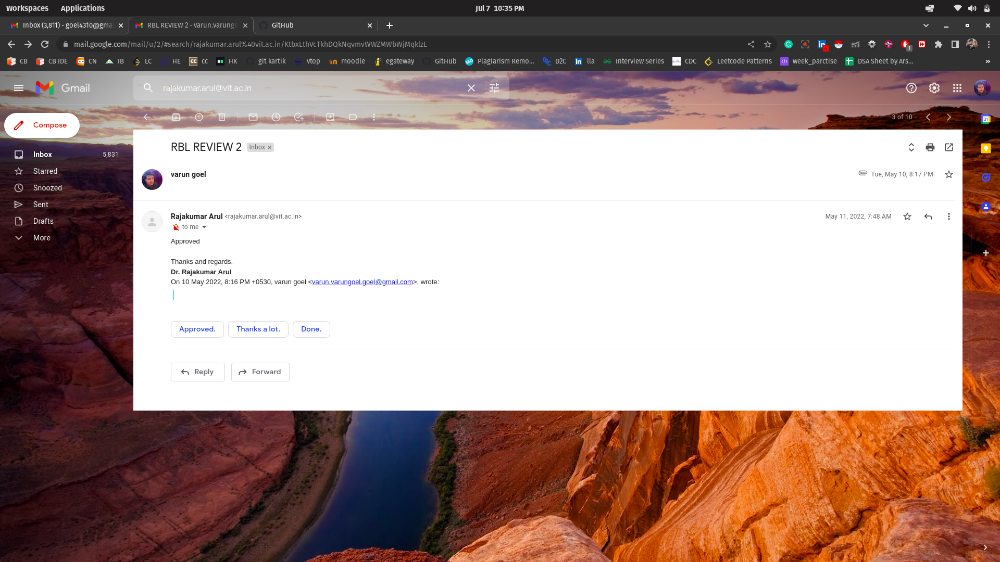 Workspaces Applications Jul 7 10:35 PM
Inbox (3,811) - goel4310@gma RBL REVIEW 2 - varun.varungo GitHub
mail.google.com/mail/u/2/#search/rajakumar.arul%40vit.ac.in/KtbxLthVcTkhDQkNqvmvWWZMWbWjMqklzL
CB CB IDE CN IB LC HE cc HK git kartik vtop moodle egateway GitHub Plagiarism Remo... D2C lla Interview Series CDC Leetcode Patterns week_parctise DSA Sheet by Ars... »
Gmail rajakumar.arul@vit.ac.in
3 of 10
Compose
Inbox 5,831
Starred
Snoozed
Sent
Drafts
More
RBL REVIEW 2 Inbox ×
varun goel Tue, May 10, 8:17 PM
Rajakumar Arul <rajakumar.arul@vit.ac.in> May 11, 2022, 7:48 AM
to me
Approved
Thanks and regards,
Dr. Rajakumar Arul
On 10 May 2022, 8:16 PM +0530, varun goel <varun.varungoel.goel@gmail.com>, wrote:
Approved. Thanks a lot. Done.
Reply Forward